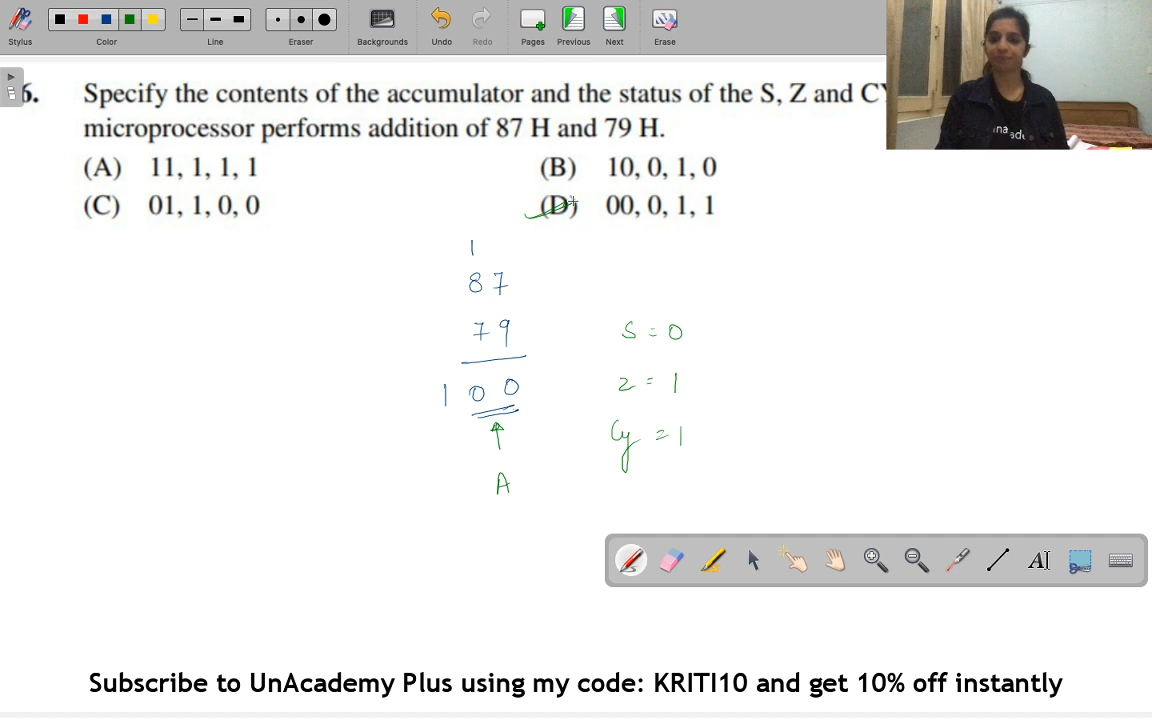 Stylus
Color
Line
Eraser
Backgrounds
Undo
Redo
Pages
Previous
Next
Erase
6. Specify the contents of the accumulator and the status of the S, Z and CY
microprocessor performs addition of 87 H and 79 H.
(A) 11, 1, 1, 1 (B) 10, 0, 1, 0
(C) 01, 1, 0, 0 (D) 00, 0, 1, 1
1
87
79
100
A
S = 0
Z = 1
Cy = 1
AI
Subscribe to UnAcademy Plus using my code: KRITI10 and get 10% off instantly